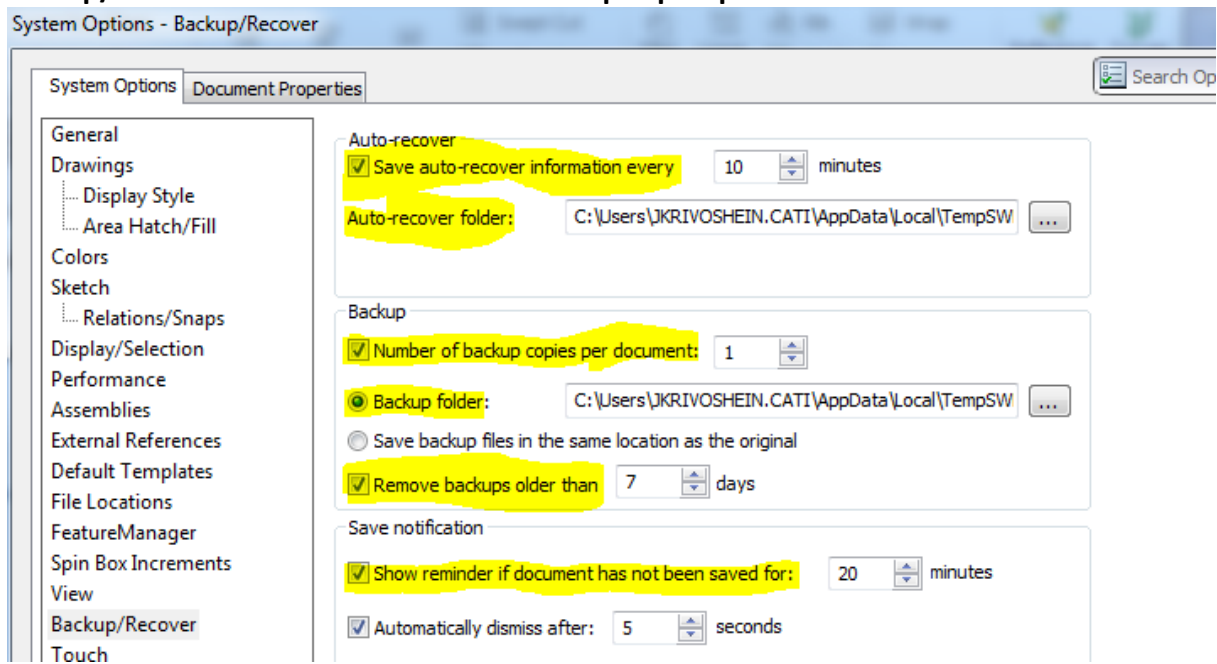 System Options - Backup/Recover
System Options Document Properties
Search Op
General
Drawings
Display Style
Area Hatch/Fill
Colors
Sketch
Relations/Snaps
Display/Selection
Performance
Assemblies
External References
Default Templates
File Locations
FeatureManager
Spin Box Increments
View
Backup/Recover
Touch
Auto-recover
Save auto-recover information every 10 minutes
Auto-recover folder: C:\Users\JKRIVOSHEIN.CATI\AppData\Local\TempSW ...
Backup
Number of backup copies per document: 1
Backup folder: C:\Users\JKRIVOSHEIN.CATI\AppData\Local\TempSW ...
Save backup files in the same location as the original
Remove backups older than 7 days
Save notification
Show reminder if document has not been saved for: 20 minutes
Automatically dismiss after: 5 seconds